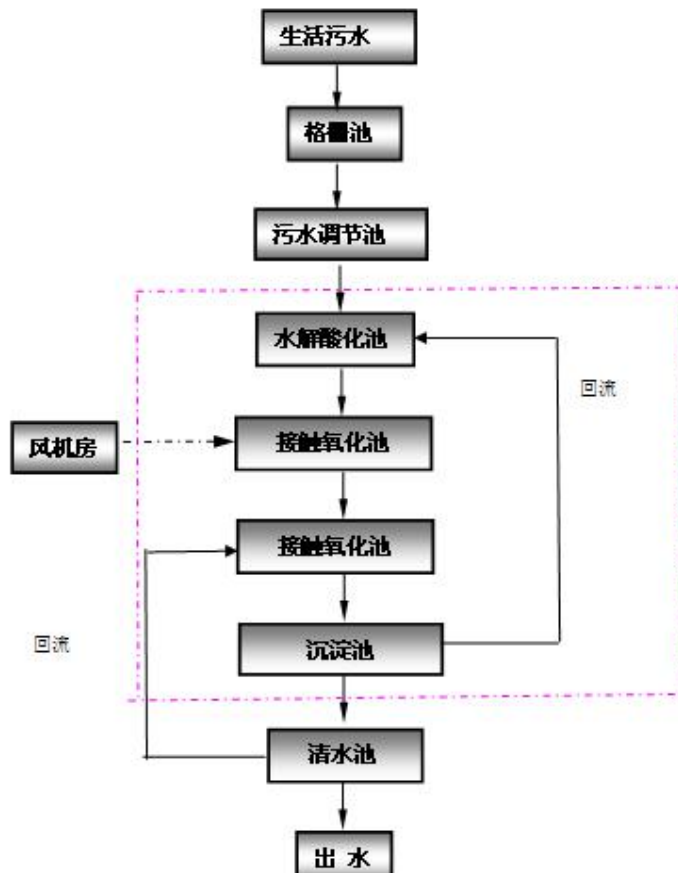 生活污水
格栅池
污水调节池
水解酸化池
回流
风机房
接触氧化池
接触氧化池
回流
沉淀池
清水池
出 水